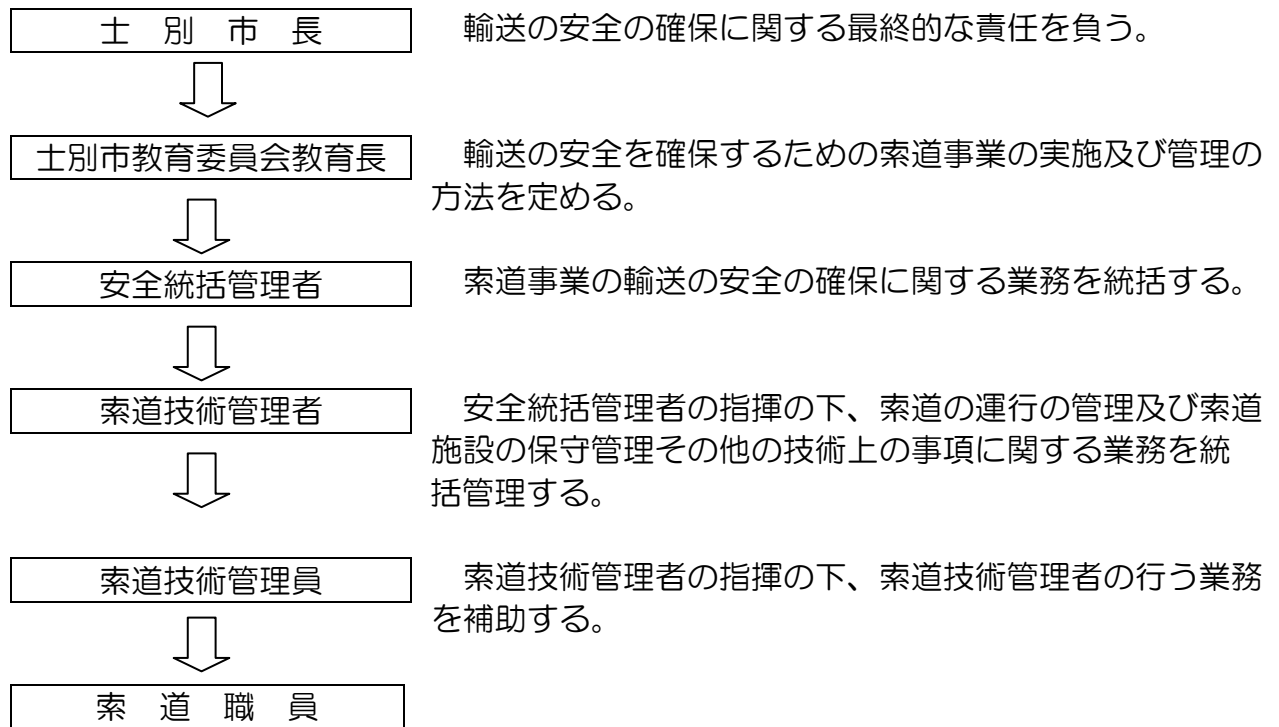 士 別 市 長
輸送の安全の確保に関する最終的な責任を負う。
士別市教育委員会教育長
輸送の安全を確保するための索道事業の実施及び管理の
方法を定める。
安全統括管理者
索道事業の輸送の安全の確保に関する業務を統括する。
索道技術管理者
安全統括管理者の指揮の下、索道の運行の管理及び索道
施設の保守管理その他の技術上の事項に関する業務を統
括管理する。
索道技術管理員
索道技術管理者の指揮の下、索道技術管理者の行う業務
を補助する。
索 道 職 員